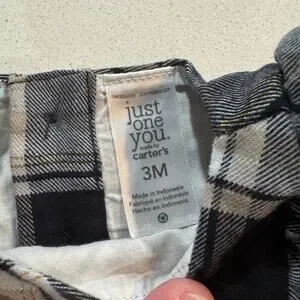 just
one
you.
made by
carter's
3M
Made in Indonesia
Fabriqué en Indonésie
Hecho en Indonesia